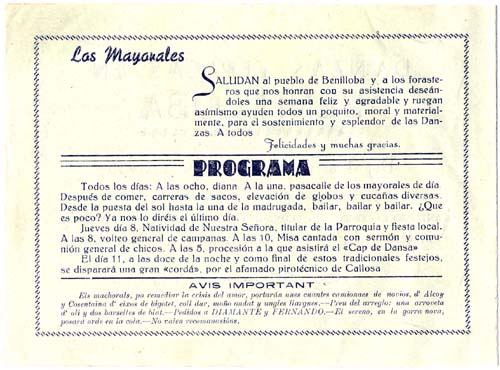 Los Mayorales
SALUDAN al pueblo de Benilloba y a los foraste-
ros que nos honran con su asistencia deseán-
doles una semana feliz y agradable y ruegan
asímismo ayuden todos un poquito, moral y material-
mente, para el sostenimiento y esplendor de las Dan-
zas. A todos
Felicidades y muchas gracias.
PROGRAMA
Todos los días: A las ocho, diana A la una, pasacalle de los mayorales de día
Después de comer, carreras de sacos, elevación de globos y cucañas diversas.
Desde la puesta del sol hasta la una de la madrugada, bailar, bailar y bailar. ¿Que
es poco? Ya nos lo diréis el último día.
Jueves día 8, Natividad de Nuestra Señora, titular de la Parroquia y fiesta local.
A las 8, volteo general de campanas. A las 10, Misa cantada con sermón y comu-
nión general de chicos. A las 5, procesión a la que asistirá el «Cap de Dansa»
El día 11, a las doce de la noche y como final de estos tradicionales festejos,
se disparará una gran «cordá», por el afamado pirotécnico de Callosa
AVIS IMPORTANT
Els machorals, pa remediar la crisis del amor, portarán unes cuantes camionaes de novios, d' Alcoy
y Cosentaina d' eixos de bigotet, coll dur, molla untat y ungles llargues.—Preu del arreglo: una arroveta
d' oli y dos barselles de blat.—Pedidos a DIAMANTE y FERNANDO.—El sereno, en la gorra nova,
posará orde en la cola.—No valen recomanasións.